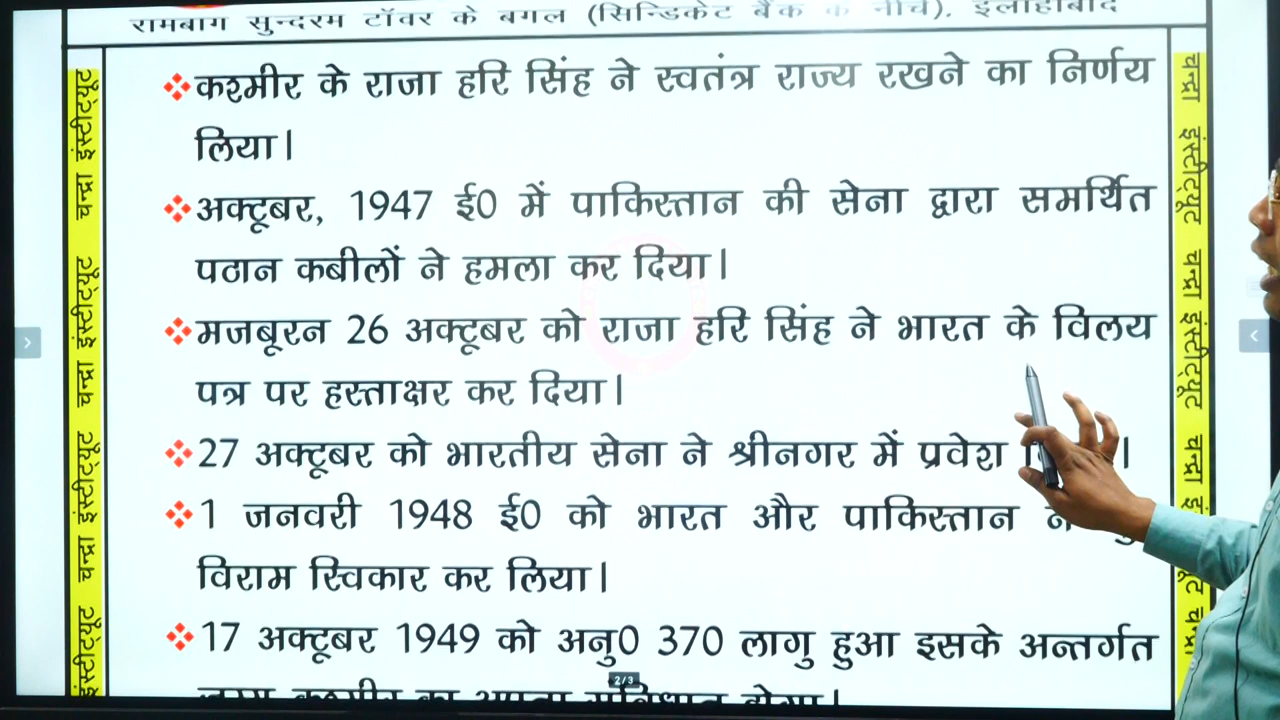 रामबाग सुन्दरम टॉवर के बगल (सिन्डिकेट बैंक के नीचे), इलाहाबाद
कश्मीर के राजा हरि सिंह ने स्वतंत्र राज्य रखने का निर्णय
लिया।
अक्टूबर, 1947 ई0 में पाकिस्तान की सेना द्वारा समर्थित
पठान कबीलों ने हमला कर दिया।
मजबूरन 26 अक्टूबर को राजा हरि सिंह ने भारत के विलय
पत्र पर हस्ताक्षर कर दिया।
27 अक्टूबर को भारतीय सेना ने श्रीनगर में प्रवेश
1 जनवरी 1948 ई0 को भारत और पाकिस्तान ने
विराम स्विकार कर लिया।
17 अक्टूबर 1949 को अनु0 370 लागु हुआ इसके अन्तर्गत
2/3
चन्द्रा इंस्टीट्यूट चन्द्रा इंस्टीट्यूट चन्द्रा इंस्टीट्यूट चन्द्रा इंस्टीट्यूट
चन्द्रा इंस्टीट्यूट चन्द्रा इंस्टीट्यूट चन्द्रा